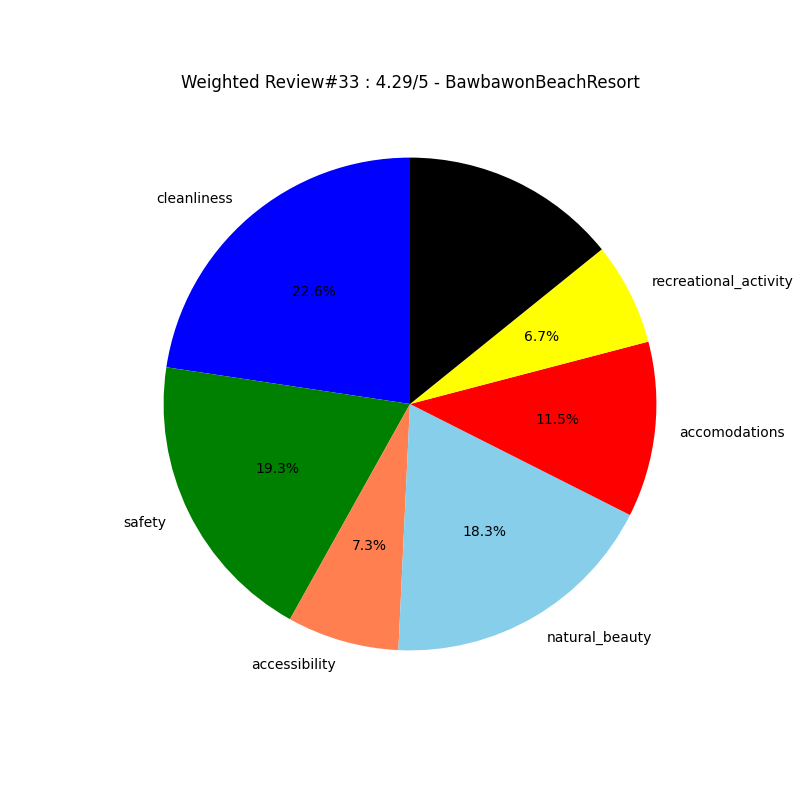 Weighted Review#33 : 4.29/5 - BawbawonBeachResort
cleanliness
22.6%
recreational_activity
6.7%
11.5%
accomodations
19.3%
safety
7.3%
18.3%
natural_beauty
accessibility